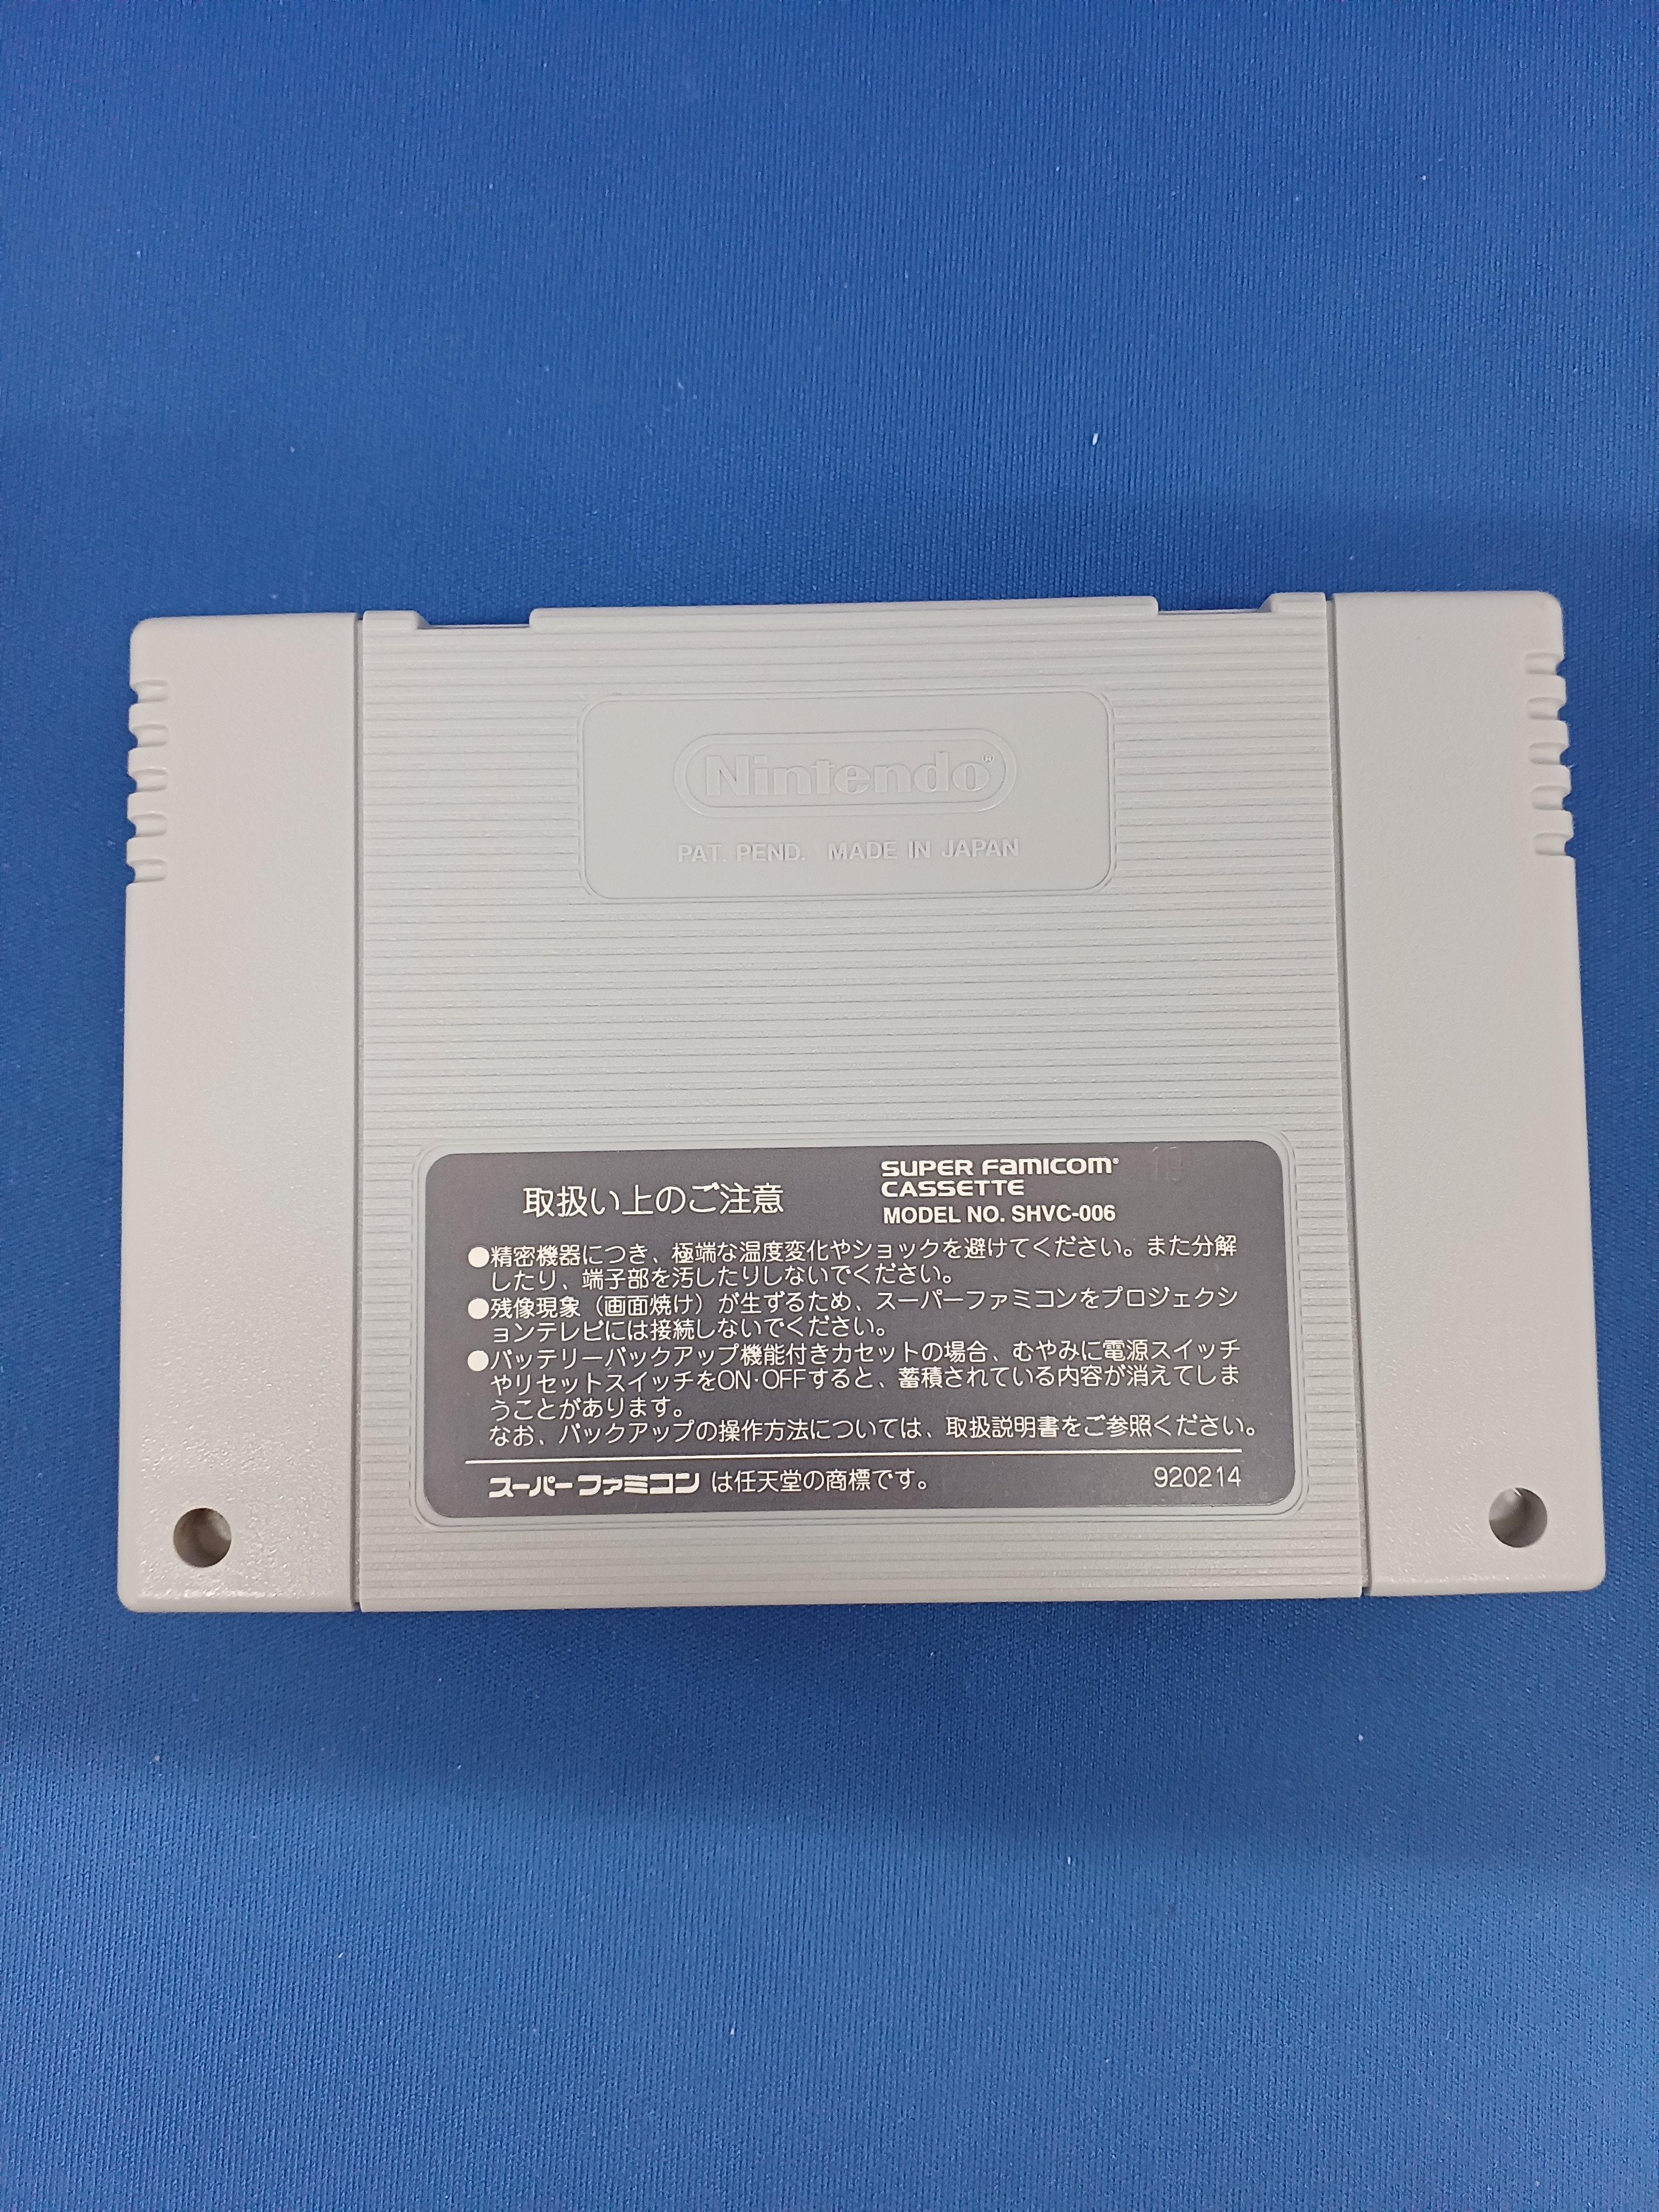 Nintendo®
PAT. PEND. MADE IN JAPAN
取扱い上のご注意
SUPER FAMICOM®
CASSETTE
MODEL NO. SHVC-006
●精密機器につき、極端な温度変化やショックを避けてください。また分解
したり、端子部を汚したりしないでください。
●残像現象（画面焼け）が生ずるため、スーパーファミコンをプロジェクシ
ョンテレビには接続しないでください。
●バッテリーバックアップ機能付きカセットの場合、むやみに電源スイッチ
やリセットスイッチをON・OFFすると、蓄積されている内容が消えてしま
うことがあります。
なお、バックアップの操作方法については、取扱説明書をご参照ください。
スーパーファミコン は任天堂の商標です。
920214